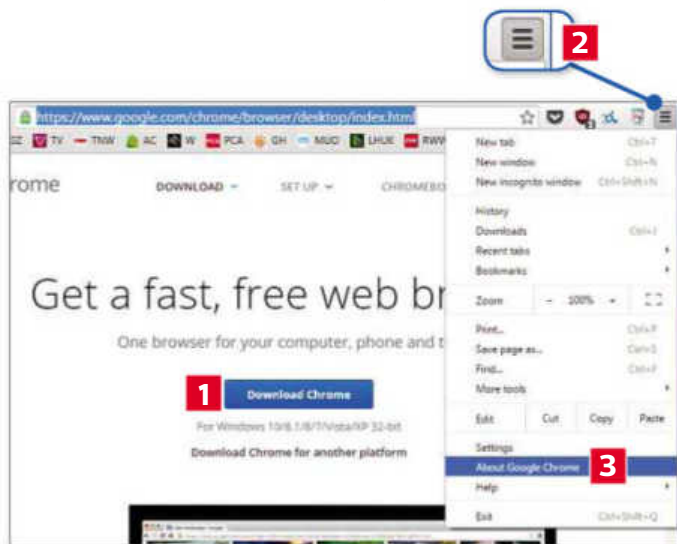 2
https://www.google.com/chrome/browser/desktop/index.html
TV TNW AC W PCA GH MUO LHUK RWW
rome DOWNLOAD SET UP CHROMEBO
Get a fast, free web br
One browser for your computer, phone and t
1 Download Chrome
For Windows 10/8.1/8/7/Vista/XP 32-bit
Download Chrome for another platform
New tab Ctrl+T
New window Ctrl+N
New incognito window Ctrl+Shift+N
History
Downloads Ctrl+J
Recent tabs
Bookmarks
Zoom - 100% +
Print... Ctrl+P
Save page as... Ctrl+S
Find... Ctrl+F
More tools
Edit Cut Copy Paste
Settings
About Google Chrome 3
Help
Exit Ctrl+Shift+Q